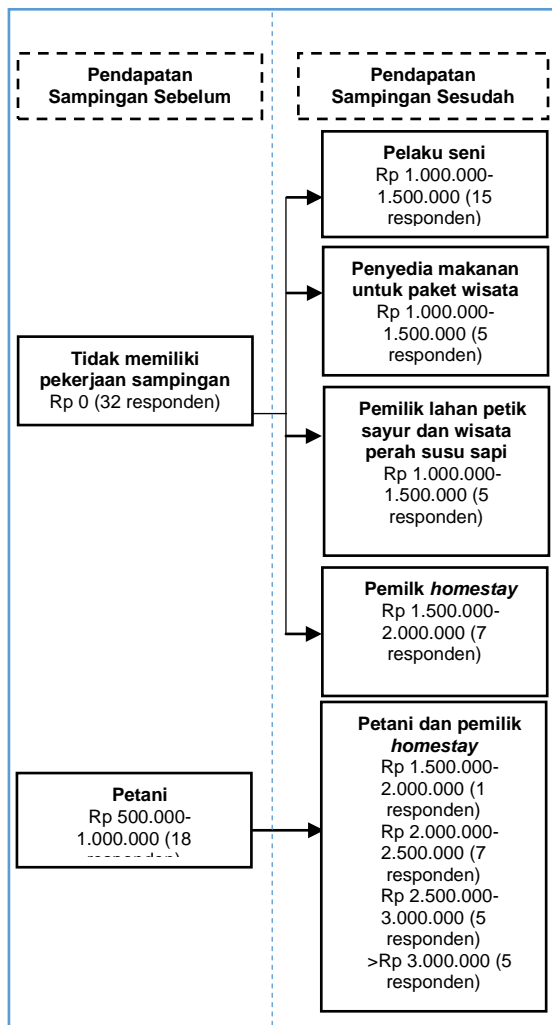 Pendapatan
Sampingan Sebelum
Pendapatan
Sampingan Sesudah
Pelaku seni
Rp 1.000.000-
1.500.000 (15
responden)
Penyedia makanan
untuk paket wisata
Rp 1.000.000-
1.500.000 (5
responden)
Tidak memiliki
pekerjaan sampingan
Rp 0 (32 responden)
Pemilik lahan petik
sayur dan wisata
perah susu sapi
Rp 1.000.000-
1.500.000 (5
responden)
Pemilk homestay
Rp 1.500.000-
2.000.000 (7
responden)
Petani
Rp 500.000-
1.000.000 (18
responden)
Petani dan pemilik
homestay
Rp 1.500.000-
2.000.000 (1
responden)
Rp 2.000.000-
2.500.000 (7
responden)
Rp 2.500.000-
3.000.000 (5
responden)
>Rp 3.000.000 (5
responden)